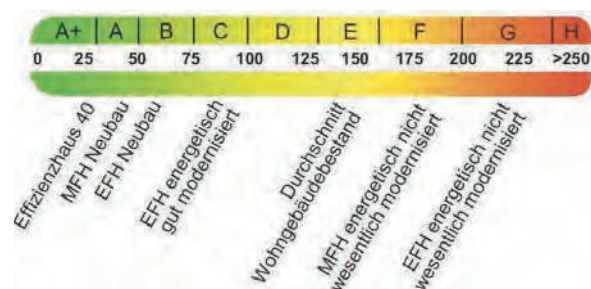 A+ A B C D E F G H
0 25 50 75 100 125 150 175 200 225 >250
Effizienzhaus 40
MFH Neubau
EFH Neubau
EFH energetisch
gut modernisiert
Durchschnitt
Wohngebäudebestand
MFH energetisch nicht
wesentlich modernisiert
EFH energetisch nicht
wesentlich modernisiert